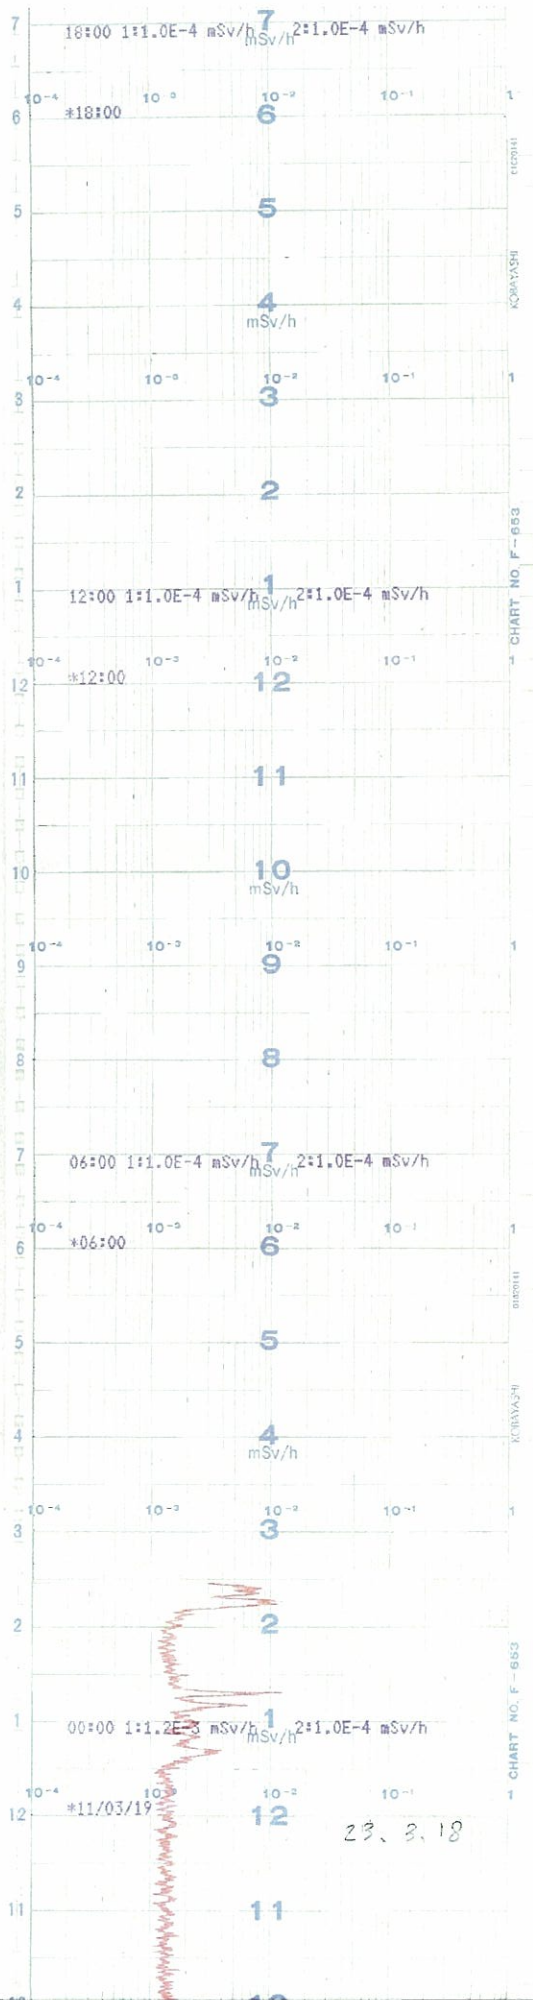 7 18:00 1:1.0E-4 mSv/h 7 2:1.0E-4 mSv/h
mSv/h
10⁻⁴ 10⁻³ 10⁻² 10⁻¹ 1
6 *18:00 6
5 5
KOBAYASHI
4 4
mSv/h
10⁻⁴ 10⁻³ 10⁻² 10⁻¹ 1
3 3
2 2
CHART NO. F-653
1 12:00 1:1.0E-4 mSv/h 1 2:1.0E-4 mSv/h
mSv/h
10⁻⁴ 10⁻³ 10⁻² 10⁻¹ 1
12 *12:00 12
11 11
10 10
mSv/h
10⁻⁴ 10⁻³ 10⁻² 10⁻¹ 1
9 9
8 8
7 06:00 1:1.0E-4 mSv/h 7 2:1.0E-4 mSv/h
mSv/h
10⁻⁴ 10⁻³ 10⁻² 10⁻¹ 1
6 *06:00 6
5 5
KOBAYASHI
4 4
mSv/h
10⁻⁴ 10⁻³ 10⁻² 10⁻¹ 1
3 3
2 2
CHART NO. F-653
1 00:00 1:1.2E-3 mSv/h 1 2:1.0E-4 mSv/h
mSv/h
10⁻⁴ 10⁻³ 10⁻² 10⁻¹ 1
12 *11/03/19 12
23、3、18
11 11